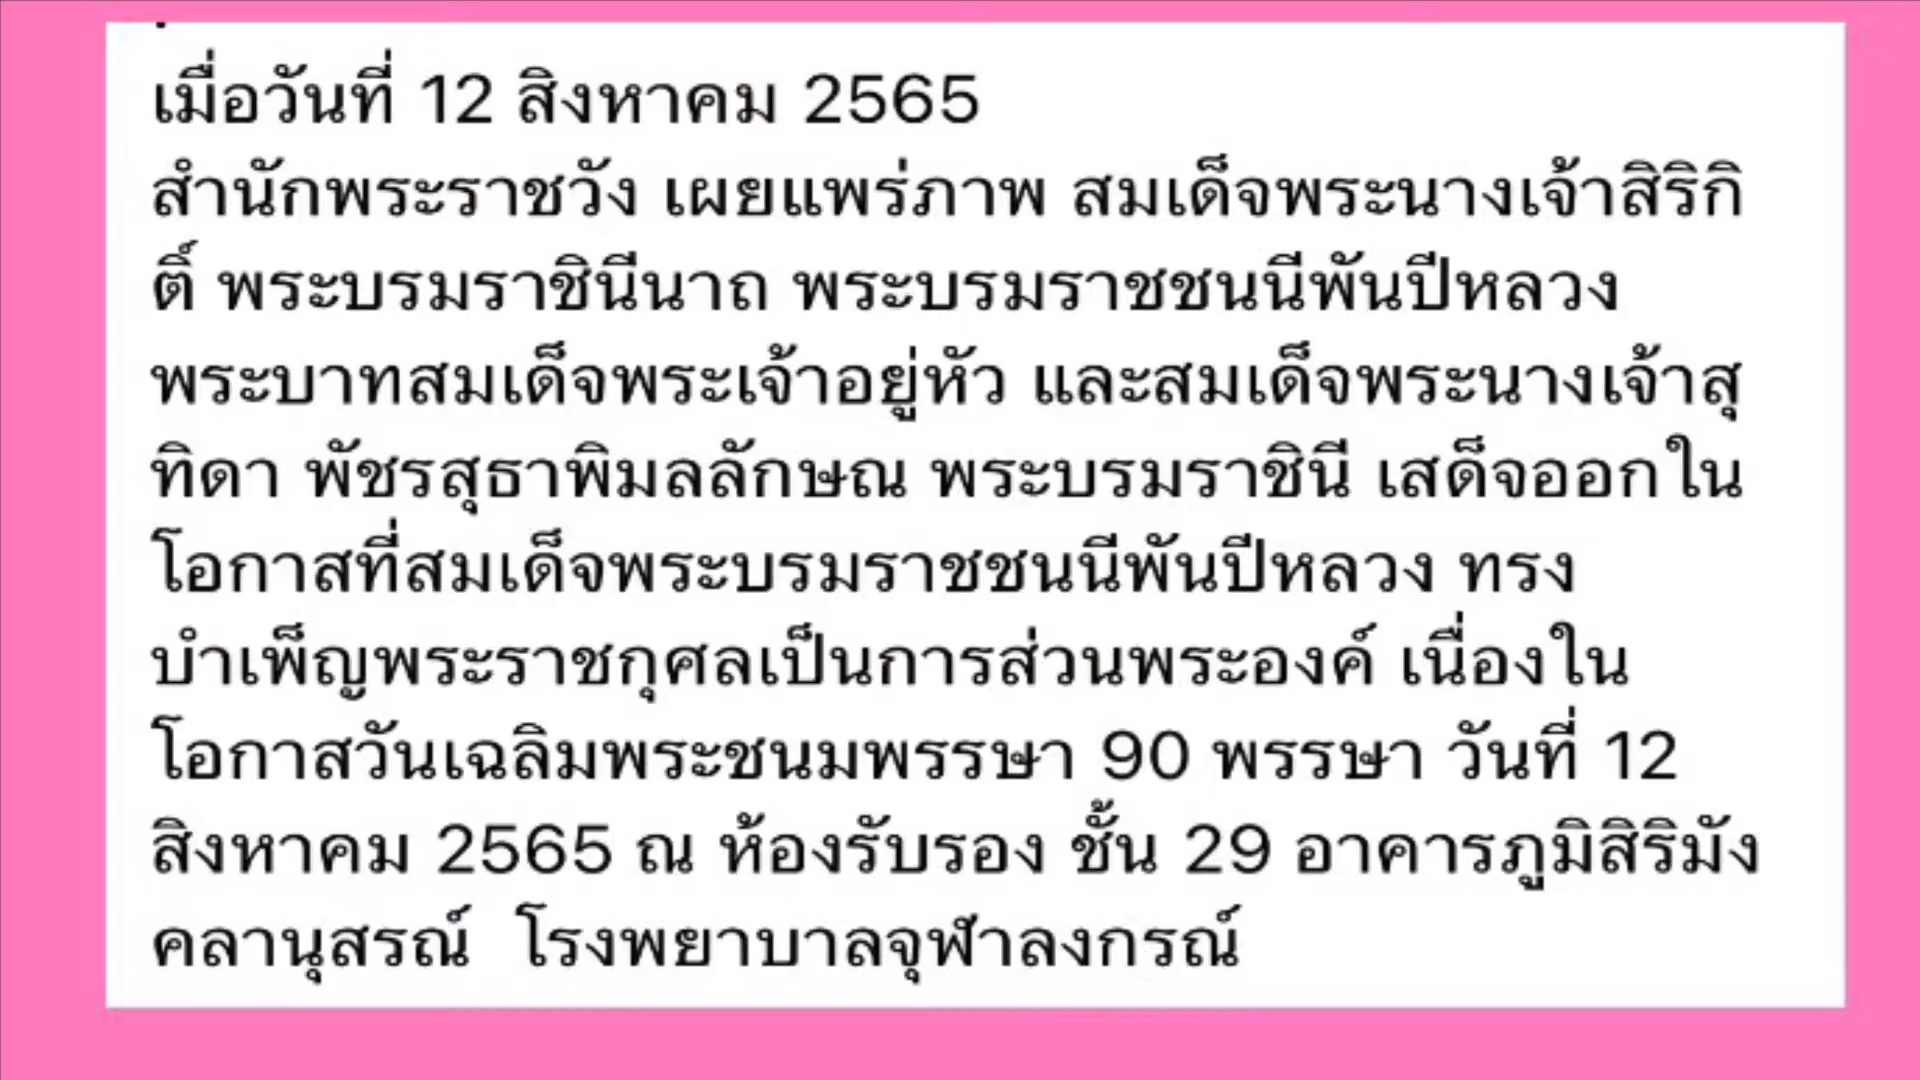 เมื่อวันที่ 12 สิงหาคม 2565
สำนักพระราชวัง เผยแพร่ภาพ สมเด็จพระนางเจ้าสิริกิ
ติ์ พระบรมราชินีนาถ พระบรมราชชนนีพันปีหลวง
พระบาทสมเด็จพระเจ้าอยู่หัว และสมเด็จพระนางเจ้าสุ
ทิดา พัชรสุธาพิมลลักษณ พระบรมราชินี เสด็จออกใน
โอกาสที่สมเด็จพระบรมราชชนนีพันปีหลวง ทรง
บำเพ็ญพระราชกุศลเป็นการส่วนพระองค์ เนื่องใน
โอกาสวันเฉลิมพระชนมพรรษา 90 พรรษา วันที่ 12
สิงหาคม 2565 ณ ห้องรับรอง ชั้น 29 อาคารภูมิสิริมัง
คลานุสรณ์  โรงพยาบาลจุฬาลงกรณ์